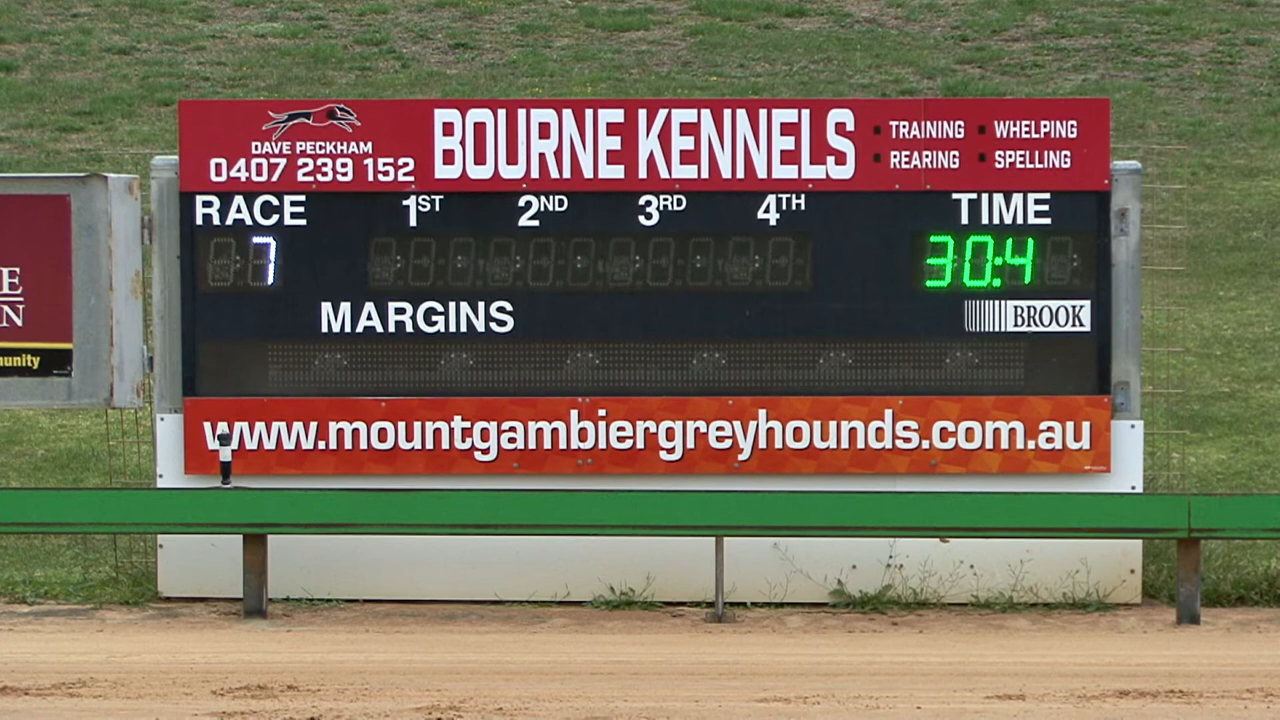 DAVE PECKHAM
0407 239 152
BOURNE KENNELS
TRAINING WHELPING
REARING SPELLING
RACE 1ST 2ND 3RD 4TH TIME
7 30:4
MARGINS
BROOK
www.mountgambiergreyhounds.com.au
E
N
munity